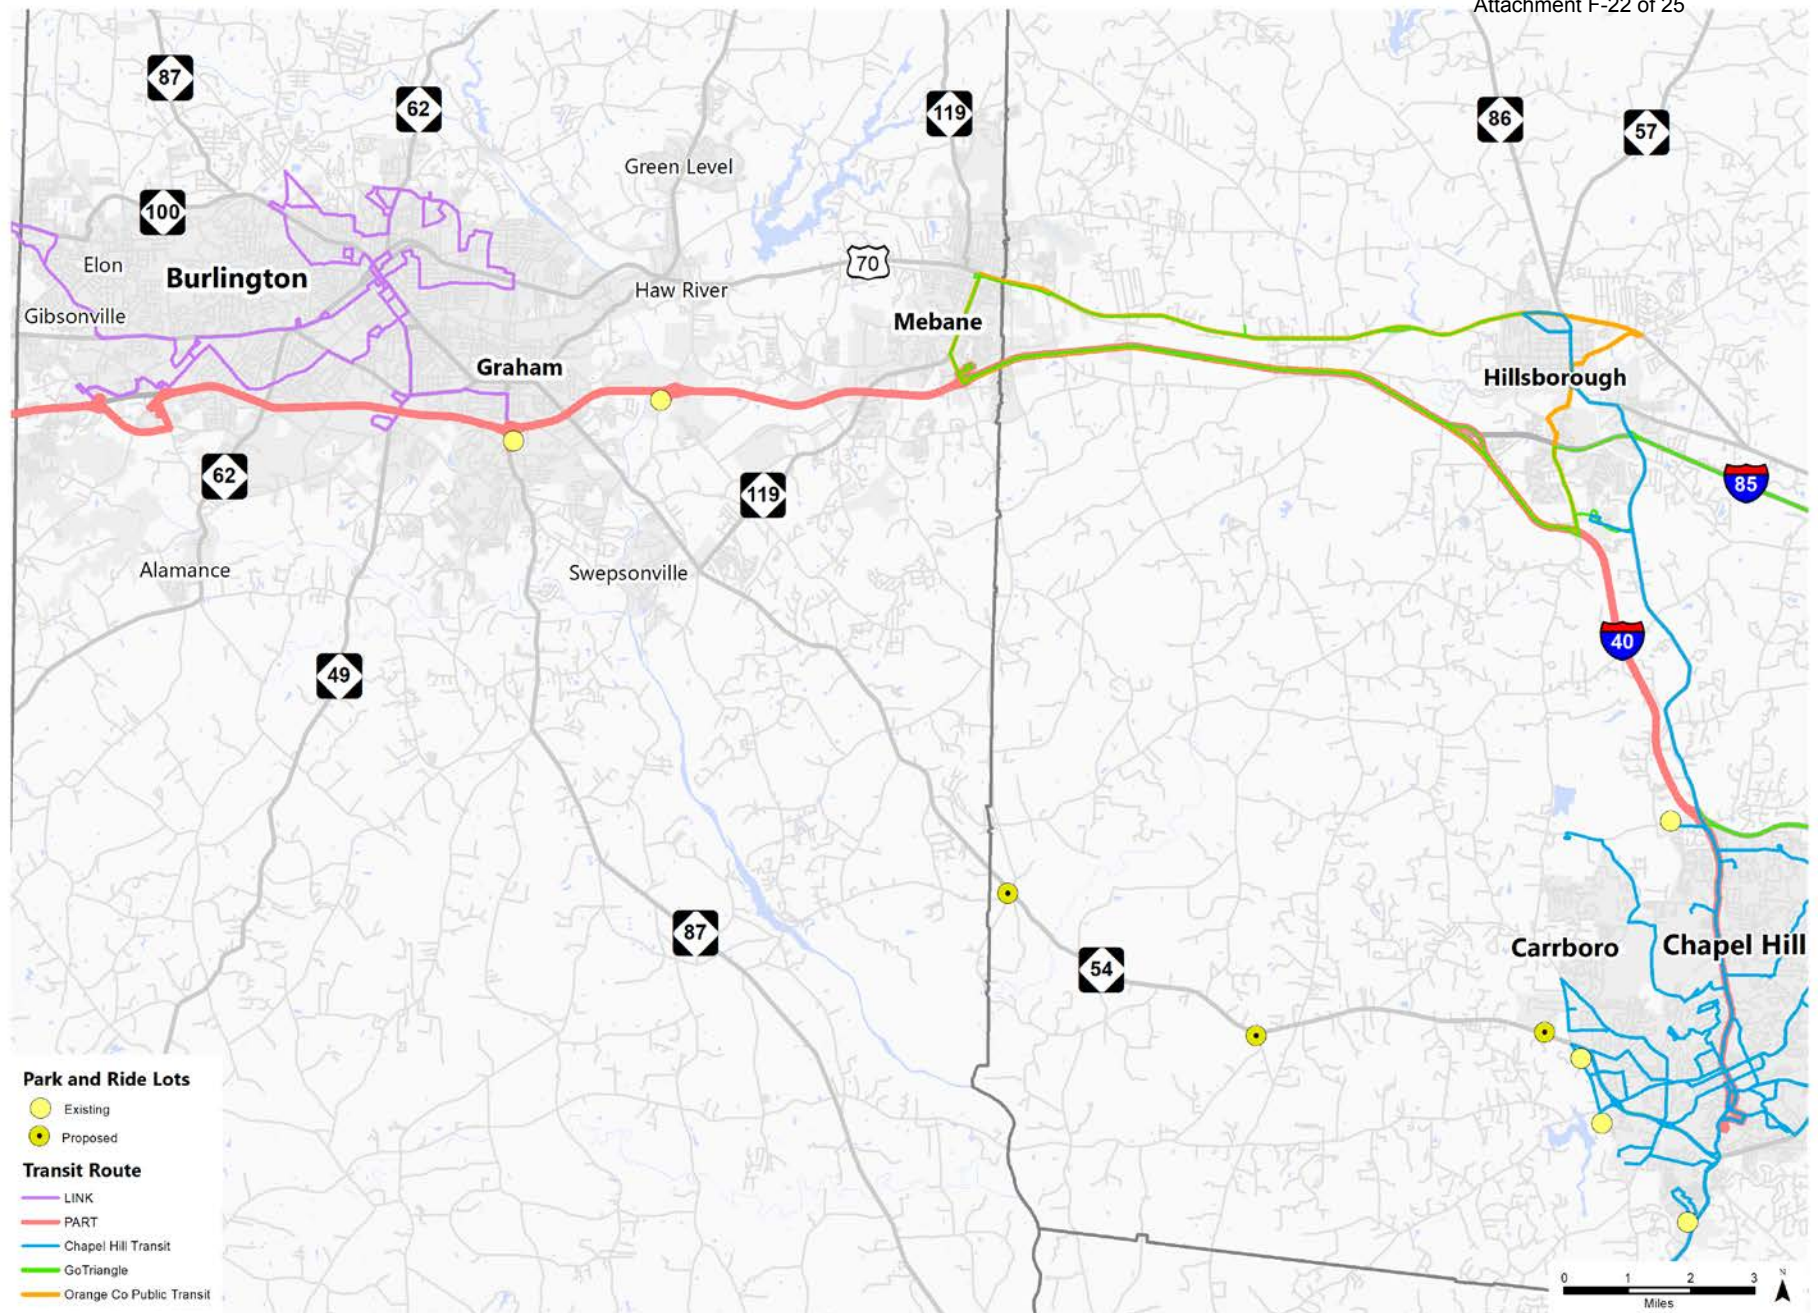 Attachment F-22 of 25
87
62
119
86
57
Green Level
100
Elon
Burlington
70
Haw River
Gibsonville
Mebane
Graham
Hillsborough
62
119
85
Alamance
Swepsonville
40
49
87
54
Carrboro
Chapel Hill
Park and Ride Lots
Existing
Proposed
Transit Route
LINK
PART
Chapel Hill Transit
GoTriangle
Orange Co Public Transit
0 1 2 3
Miles
N